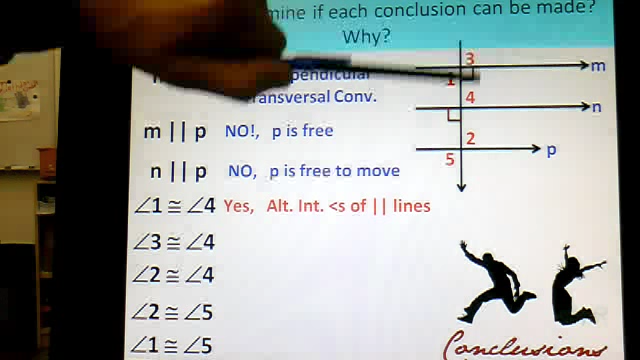 mine if each conclusion can be made?
Why?
pendicular
ransversal Conv.
m || p NO!, p is free
n || p NO, p is free to move
∠1 ≅ ∠4 Yes, Alt. Int. <s of || lines
∠3 ≅ ∠4
∠2 ≅ ∠4
∠2 ≅ ∠5
∠1 ≅ ∠5
3
m
1
4
n
2
5
p
Conclusions